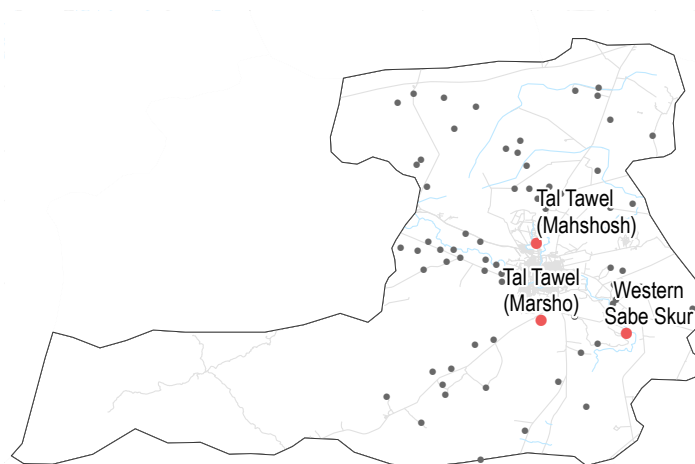 Tal Tawel
(Mahshosh)
Tal Tawel
(Marsho)
Western
Sabe Skur